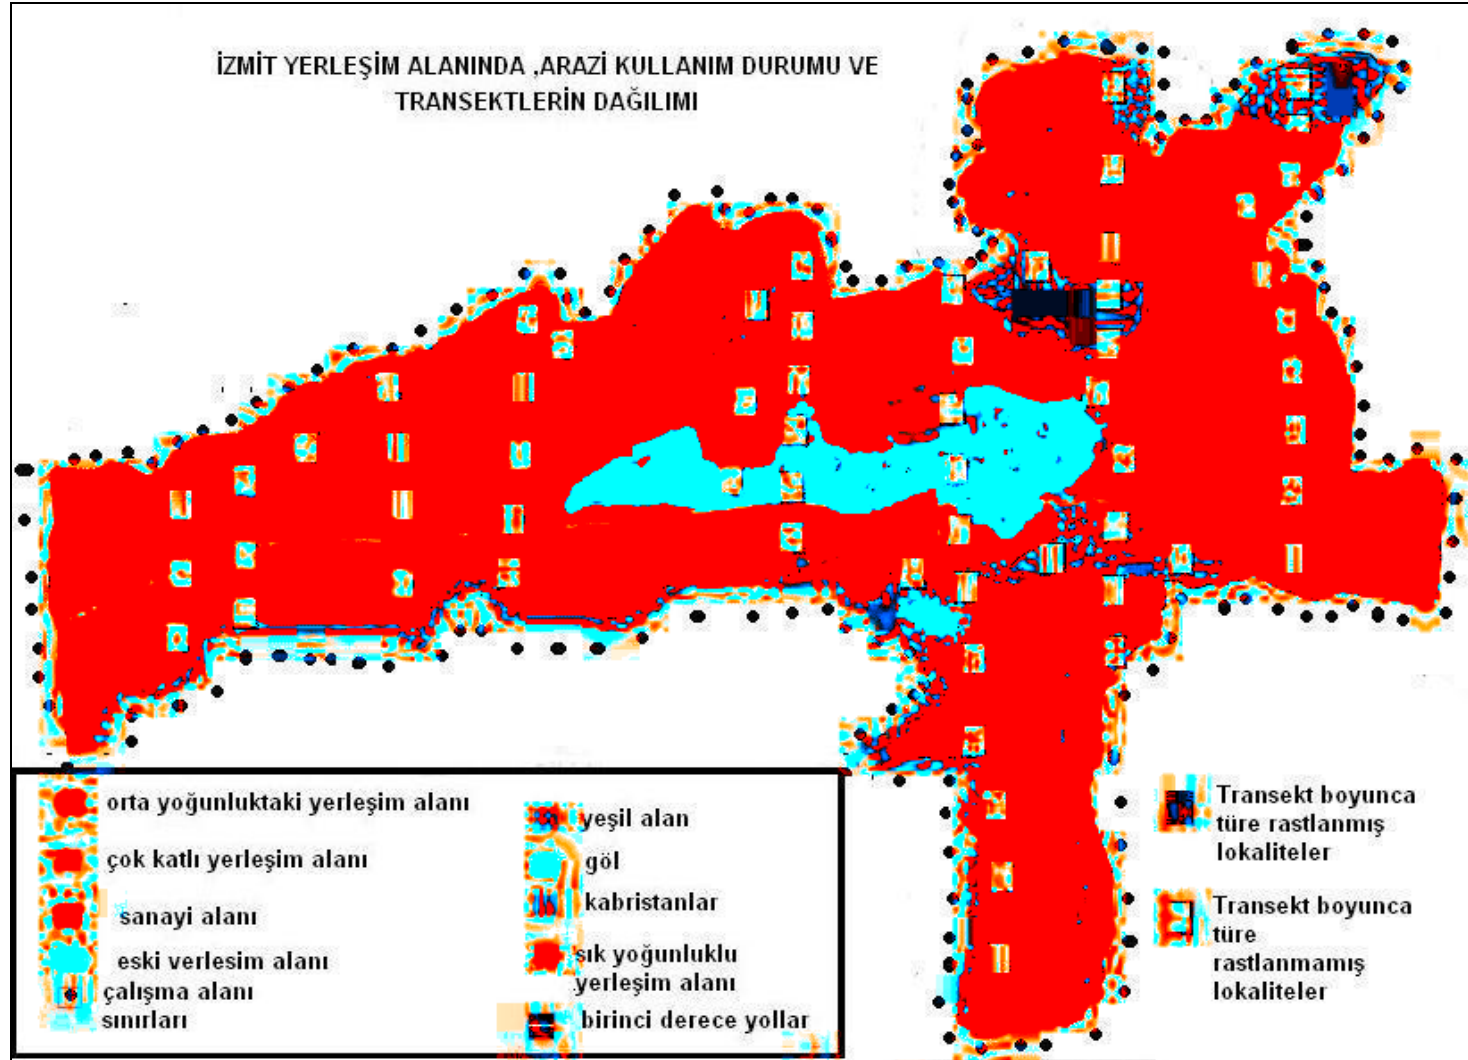 İZMİT YERLEŞİM ALANINDA ,ARAZİ KULLANIM DURUMU VE
TRANSEKTLERİN DAĞILIMI
orta yoğunluktaki yerleşim alanı
çok katlı yerleşim alanı
sanayi alanı
eski verlesim alanı
çalışma alanı
sınırları
yeşil alan
göl
kabristanlar
sık yoğunluklu
yerleşim alanı
birinci derece yollar
Transekt boyunca
türe rastlanmış
lokaliteler
Transekt boyunca
türe
rastlanmamış
lokaliteler